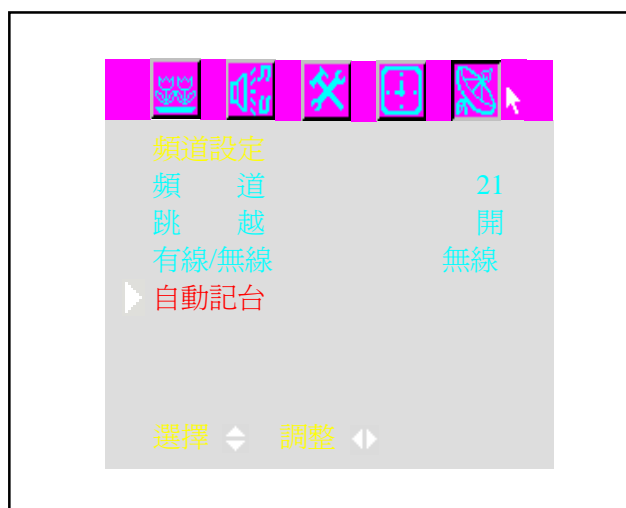 頻道設定
頻 道 21
跳 越 開
有線/無線 無線
自動記台
選擇 調整